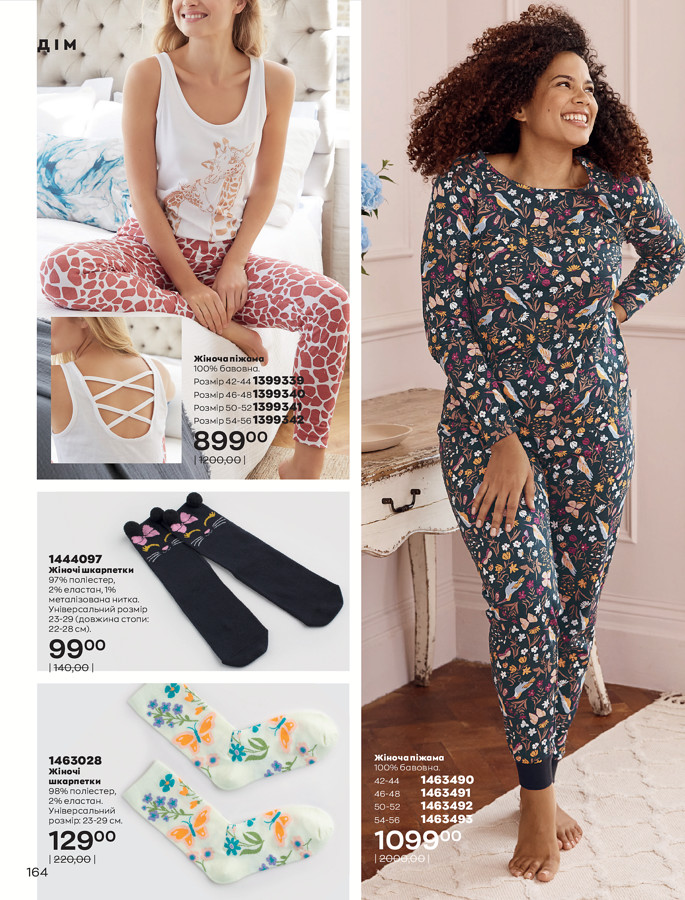 ДІМ
Жіноча піжама
100% бавовна.
Розмір 42-44 1399339
Розмір 46-48 1399340
Розмір 50-52 1399341
Розмір 54-56 1399342
899⁰⁰
| 1200,00 |
1444097
Жіночі шкарпетки
97% поліестер,
2% еластан, 1%
металізована нитка.
Універсальний розмір
23-29 (довжина стопи:
22-28 см).
99⁰⁰
| 140,00 |
1463028
Жіночі
шкарпетки
98% поліестер,
2% еластан.
Універсальний
розмір: 23-29 см.
129⁰⁰
| 220,00 |
Жіноча піжама
100% бавовна.
42-44 1463490
46-48 1463491
50-52 1463492
54-56 1463493
1099⁰⁰
| 2000,00 |
164